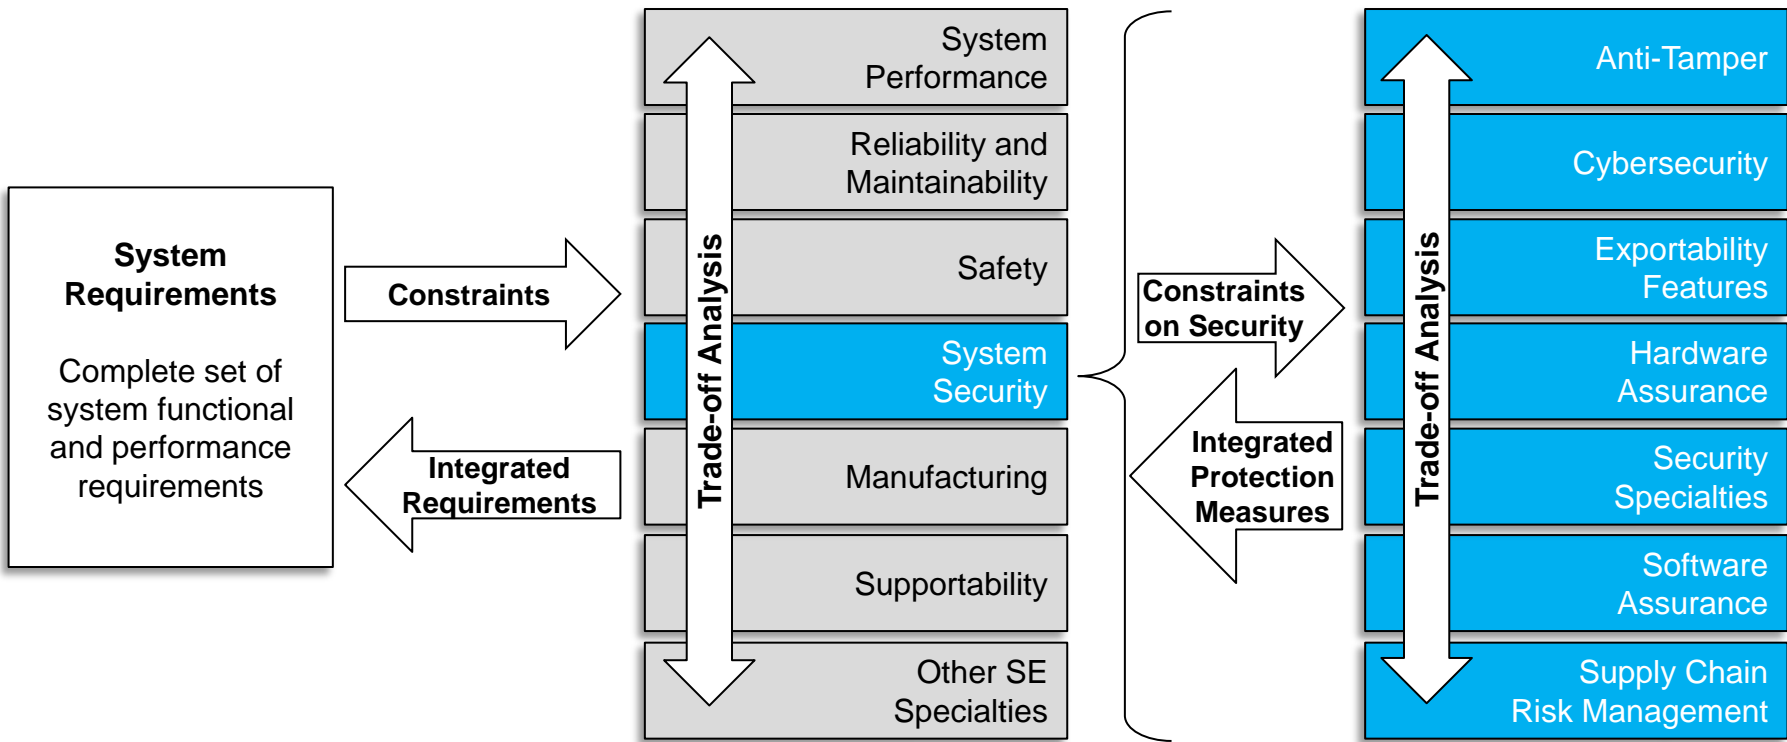 System
Requirements
Complete set of
system functional
and performance
requirements
Constraints
Integrated
Requirements
System
Performance
Reliability and
Maintainability
Safety
System
Security
Manufacturing
Supportability
Other SE
Specialties
Trade-off Analysis
Constraints
on Security
Integrated
Protection
Measures
Anti-Tamper
Cybersecurity
Exportability
Features
Hardware
Assurance
Security
Specialties
Software
Assurance
Supply Chain
Risk Management
Trade-off Analysis